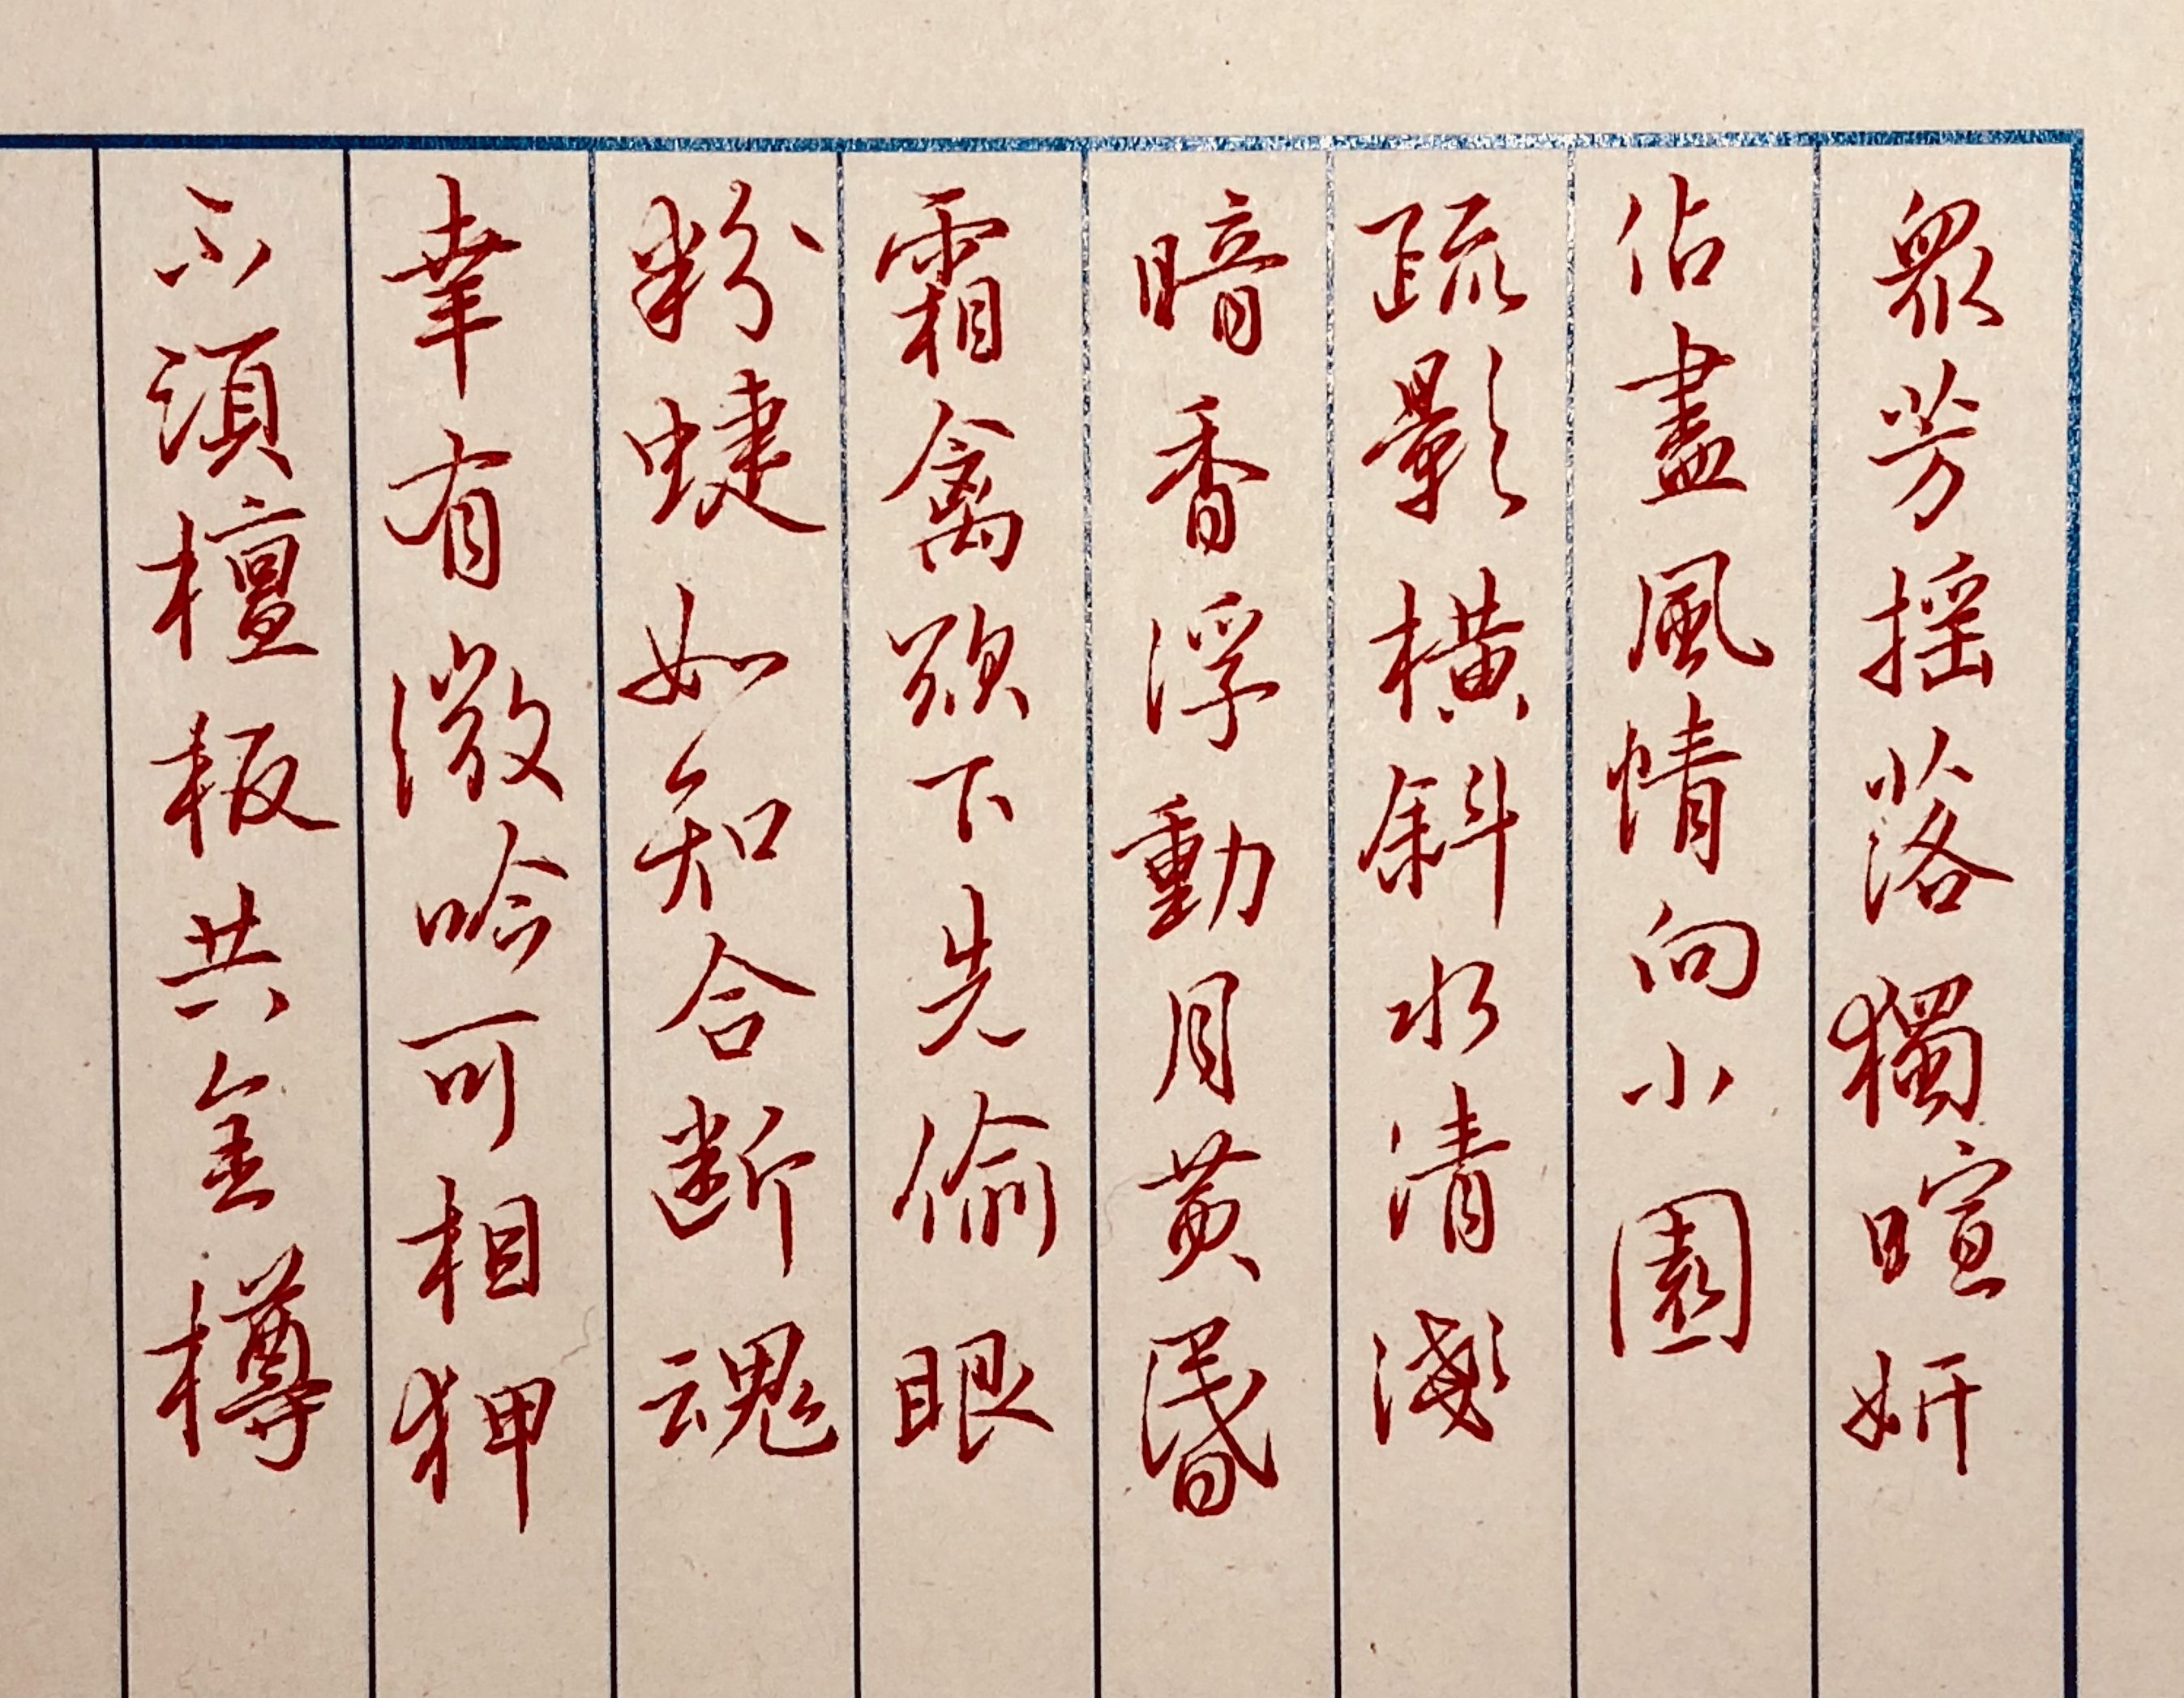 眾芳搖落獨暄妍
佔盡風情向小園
疏影橫斜水清淺
暗香浮動月黃昏
霜禽欲下先偷眼
粉蜨如知合斷魂
幸有微吟可相狎
不須檀板共金樽